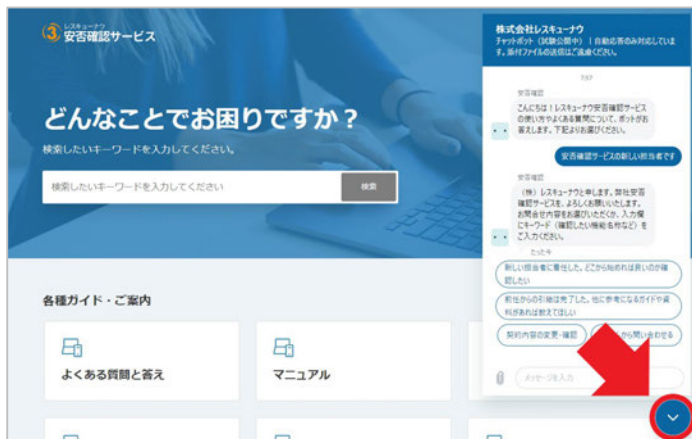 レスキューナウ
③安否確認サービス
どんなことでお困りですか？
検索したいキーワードを入力してください。
検索したいキーワードを入力してください
検索
各種ガイド・ご案内
よくある質問と答え
マニュアル
株式会社レスキューナウ
チャットボット（試験公開中）｜自動応答のみ対応していま
す。添付ファイルの送信はご遠慮ください。
7:57
安否確認
こんにちは！レスキューナウ安否確認サービス
の使い方やよくある質問について、ボットがお
答えします。下記よりお選びください。
安否確認サービスの新しい担当者です
安否確認
（株）レスキューナウと申します。弊社安否
確認サービスを、よろしくお願いいたします。
お問合せ内容をお選びいただくか、入力欄
にキーワード（確認したい機能名称など）を
ご入力ください。
たった今
新しい担当者に着任した。どこから始めれば良いのか確
認したい
前任からの引継は完了した。他に参考になるガイドや資
料があれば教えてほしい
契約内容の変更・確認
から問い合わせる
メッセージを入力